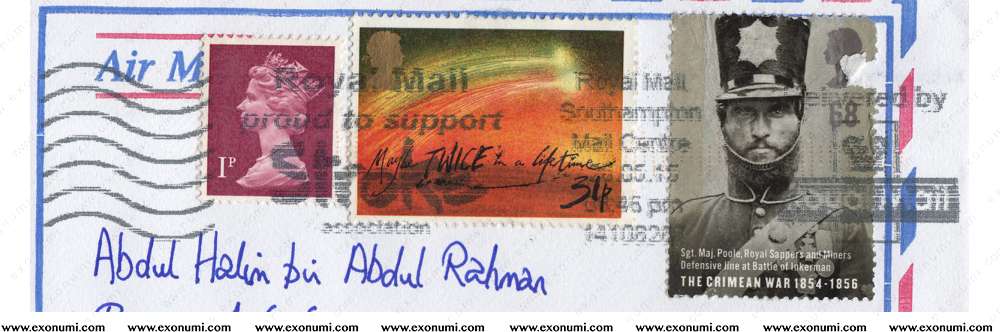 Air M
1P
Maybe TWICE in a lifetime
31p
68
Royal Mail
proud to support
Stroke
association
Royal Mail
Southampton
Mail Centre
Delivered by
Sgt. Maj. Poole, Royal Sappers and Miners
Defensive line at Battle of Inkerman
THE CRIMEAN WAR 1854-1856
Abdul Halim bin Abdul Rahman
www.exonumi.com www.exonumi.com www.exonumi.com www.exonumi.com www.exonumi.com www.exonumi.com www.exonumi.com www.exonumi.com